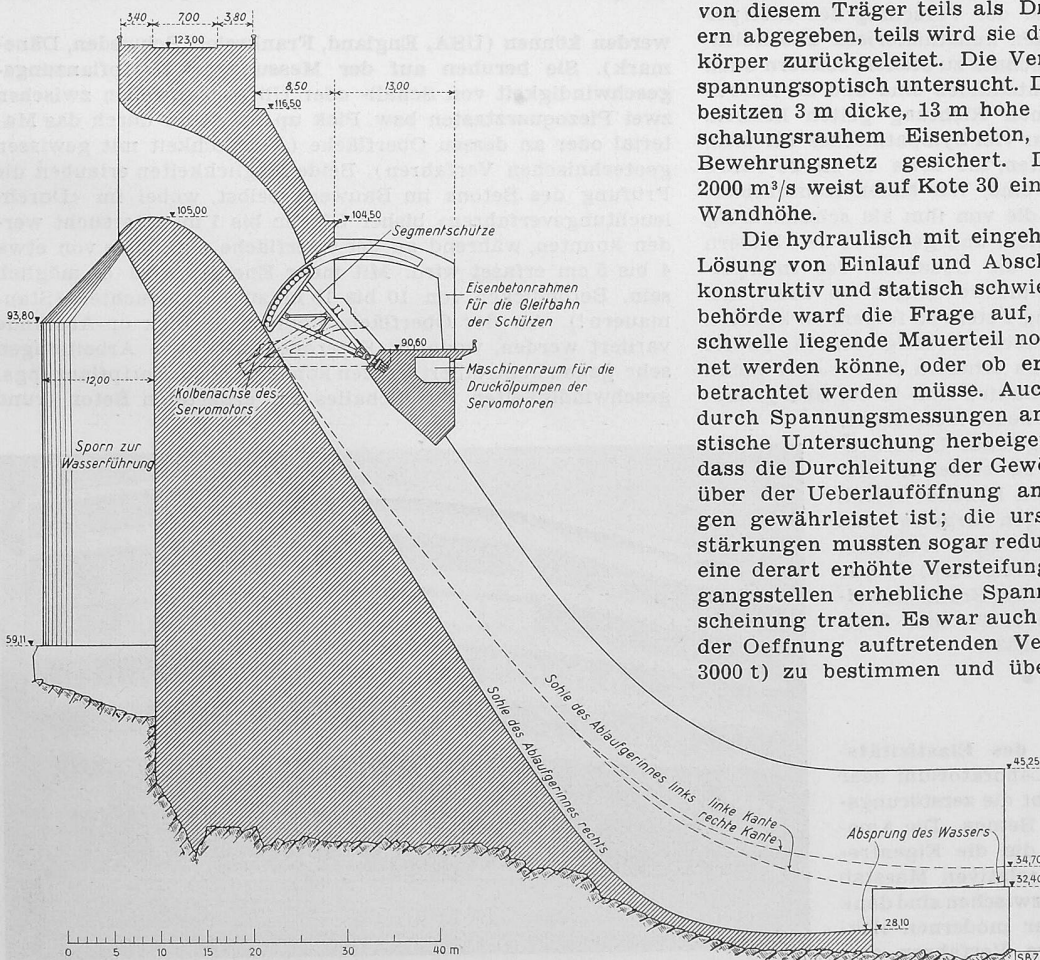 3,40 7,00 3,80
123,00
8,50 13,00
116,50
105,00
104,50
Segmentschütze
Eisenbetonrahmen
für die Gleitbahn
der Schützen
93,80
90,60
Maschinenraum für die
Druckölpumpen der
Servomotoren
12,00
Kolbenachse des
Servomotors
Sporn zur
Wasserführung
59,11
Sohle des Ablaufgerinnes rechts
Sohle des Ablaufgerinnes links
linke Kante
rechte Kante
45,25
Absprung des Wassers
34,70
32,40
28,10
0 5 10 20 30 40 m
SBZ
von diesem Träger teils als Dr
ern abgegeben, teils wird sie d
körper zurückgeleitet. Die Ver
spannungsoptisch untersucht. D
besitzen 3 m dicke, 13 m hohe
schalungsrauhem Eisenbeton,
Bewehrungsnetz gesichert. D
2000 m³/s weist auf Kote 30 ein
Wandhöhe.
Die hydraulisch mit eingeh
Lösung von Einlauf und Absch
konstruktiv und statisch schwie
behörde warf die Frage auf,
schwelle liegende Mauerteil no
net werden könne, oder ob er
betrachtet werden müsse. Auc
durch Spannungsmessungen an
stische Untersuchung herbeige
dass die Durchleitung der Gewö
über der Ueberlauföffnung an
gen gewährleistet ist; die urs
stärkungen mussten sogar redu
eine derart erhöhte Versteifung
gangsstellen erhebliche Spann
scheinung traten. Es war auch
der Oeffnung auftretenden Ve
3000 t) zu bestimmen und übe